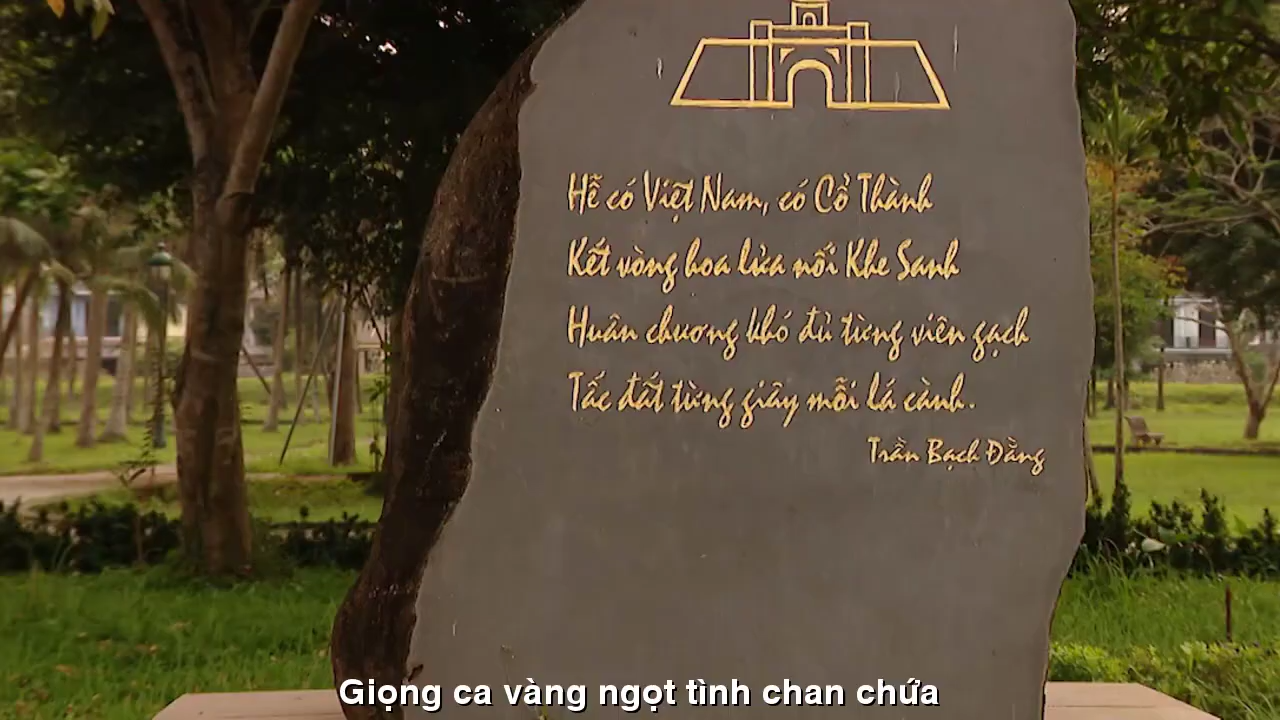 Hễ có Việt Nam, có Cổ Thành
Kết vòng hoa lửa nối Khe Sanh
Huân chương khó đủ từng viên gạch
Tấc đất từng giây mỗi lá cành.
Trần Bạch Đằng
Giọng ca vàng ngọt tình chan chứa